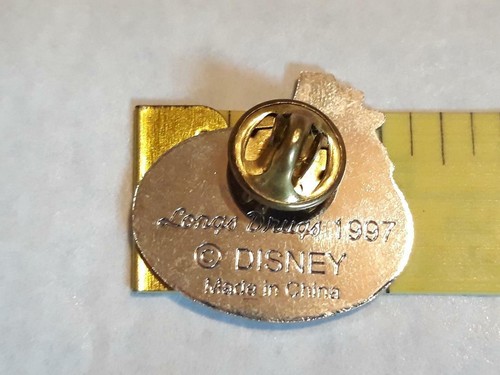 Longs Drugs 1997
© DISNEY
Made in China